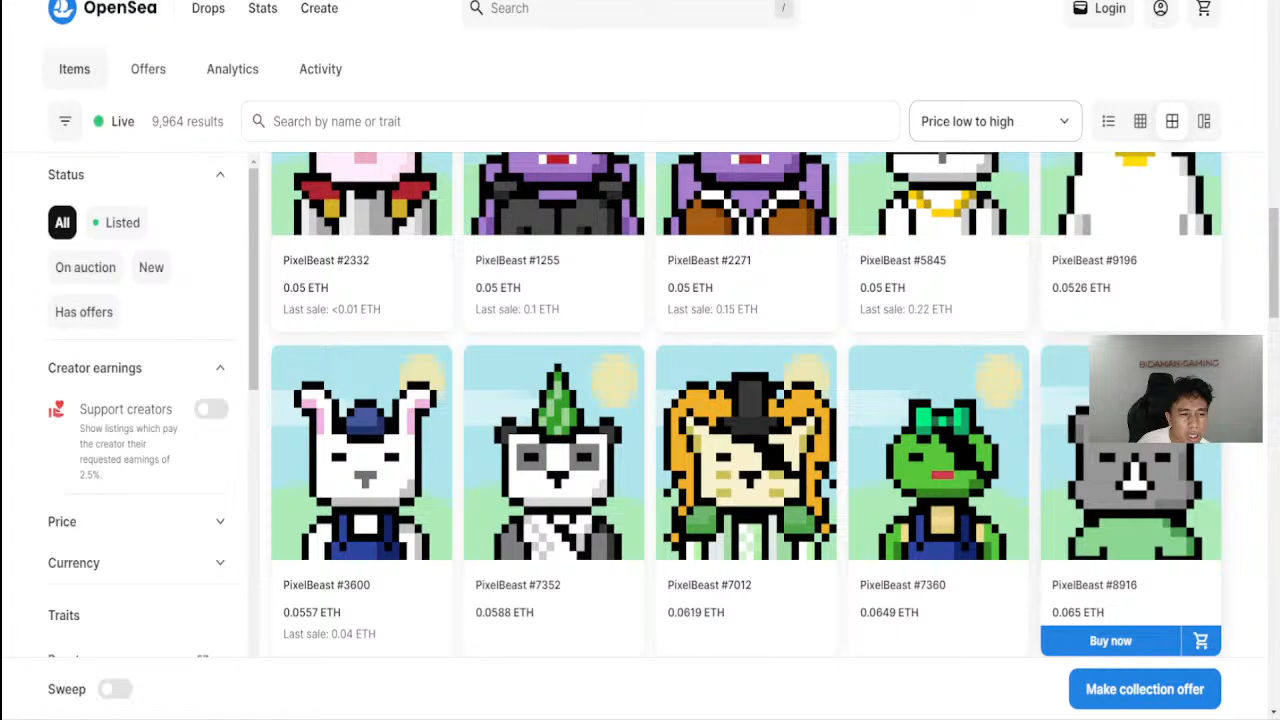 OpenSea
Drops
Stats
Create
Search
/
Login
Items
Offers
Analytics
Activity
Live
9,964 results
Search by name or trait
Price low to high
Status
All
Listed
On auction
New
Has offers
Creator earnings
Support creators
Show listings which pay
the creator their
requested earnings of
2.5%.
Price
Currency
Traits
PixelBeast #2332
0.05 ETH
Last sale: <0.01 ETH
PixelBeast #1255
0.05 ETH
Last sale: 0.1 ETH
PixelBeast #2271
0.05 ETH
Last sale: 0.15 ETH
PixelBeast #5845
0.05 ETH
Last sale: 0.22 ETH
PixelBeast #9196
0.0526 ETH
BIDAMAN GAMING
PixelBeast #3600
0.0557 ETH
Last sale: 0.04 ETH
PixelBeast #7352
0.0588 ETH
PixelBeast #7012
0.0619 ETH
PixelBeast #7360
0.0649 ETH
PixelBeast #8916
0.065 ETH
Buy now
Sweep
Make collection offer